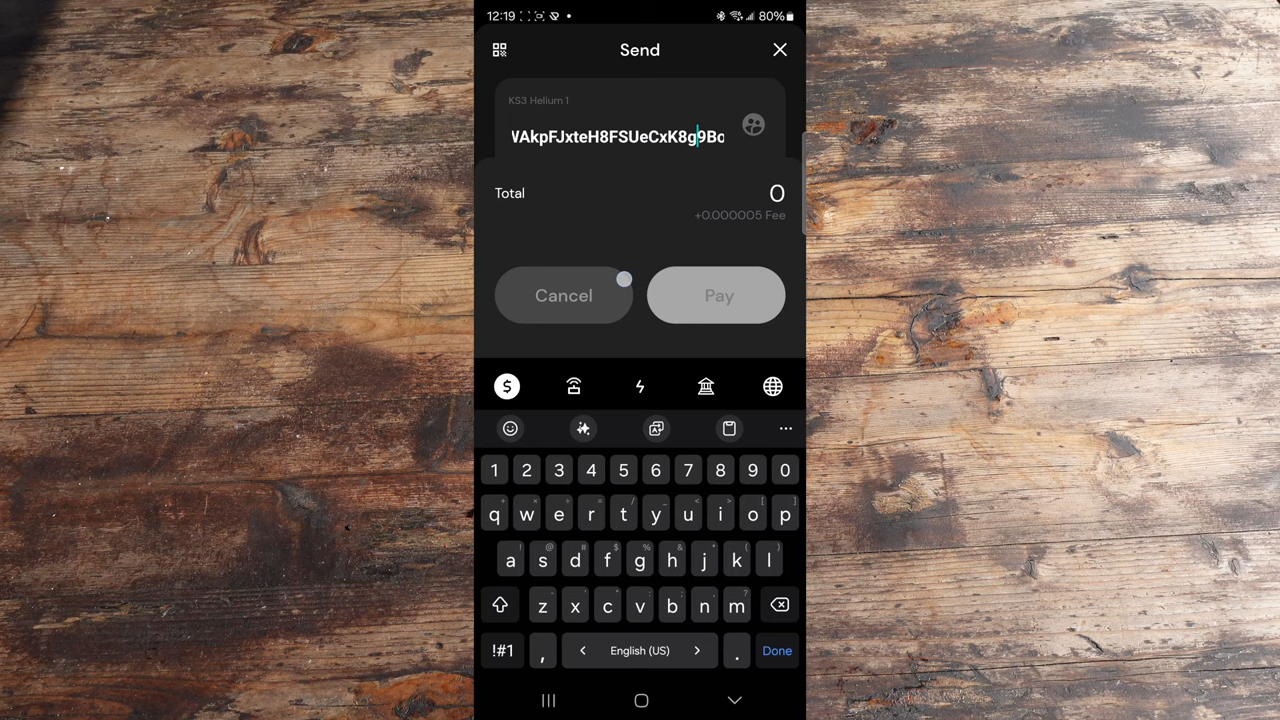 12:19
80%
Send
KS3 Helium 1
VAkpFJxteH8FSUeCxK8g9Bo
Total
0
+0.000005 Fee
Cancel
Pay
1 2 3 4 5 6 7 8 9 0
q w e r t y u i o p
a s d f g h j k l
z x c v b n m
!#1 , < English (US) > . Done